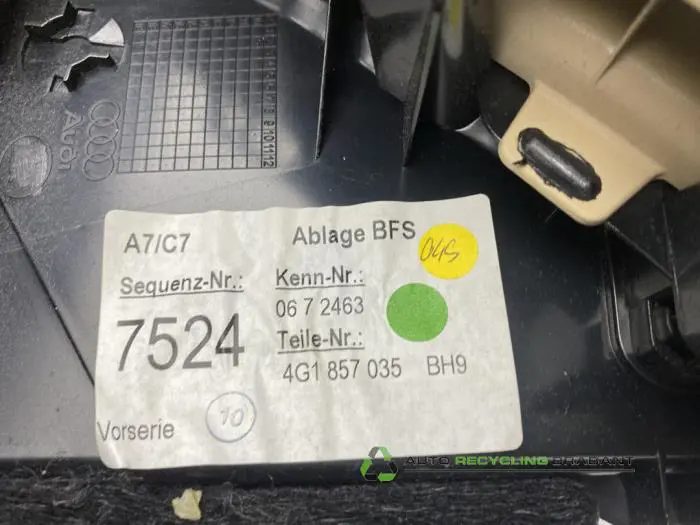 Audi
9101112
A7/C7
Ablage BFS
Sequenz-Nr.:
7524
Kenn-Nr.:
06 7 2463
Teile-Nr.:
4G1 857 035 BH9
Vorserie
10
AUTO RECYCLING BRABANT